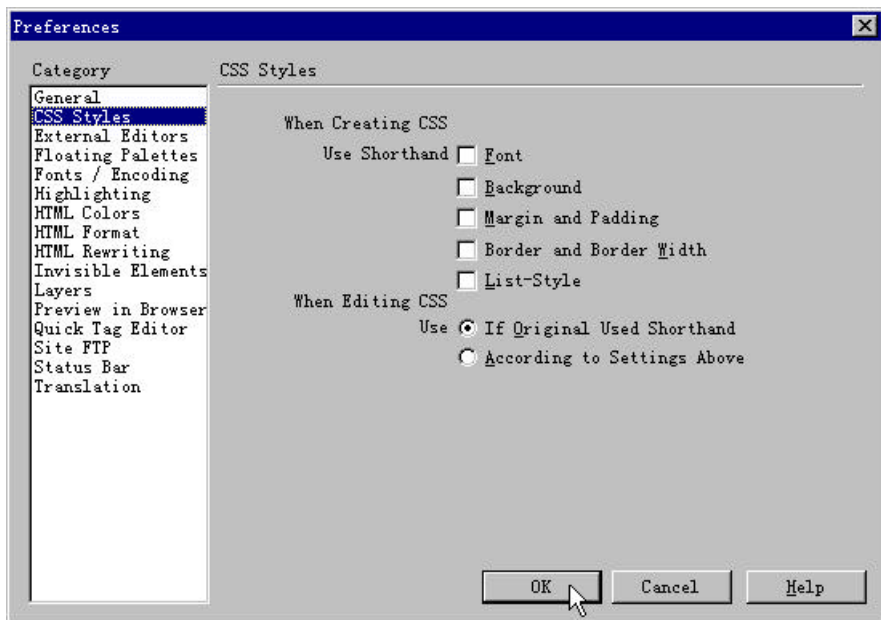 Preferences
Category
General
CSS Styles
External Editors
Floating Palettes
Fonts / Encoding
Highlighting
HTML Colors
HTML Format
HTML Rewriting
Invisible Elements
Layers
Preview in Browser
Quick Tag Editor
Site FTP
Status Bar
Translation
CSS Styles
When Creating CSS
Use Shorthand Font
Background
Margin and Padding
Border and Border Width
List-Style
When Editing CSS
Use If Original Used Shorthand
According to Settings Above
OK Cancel Help